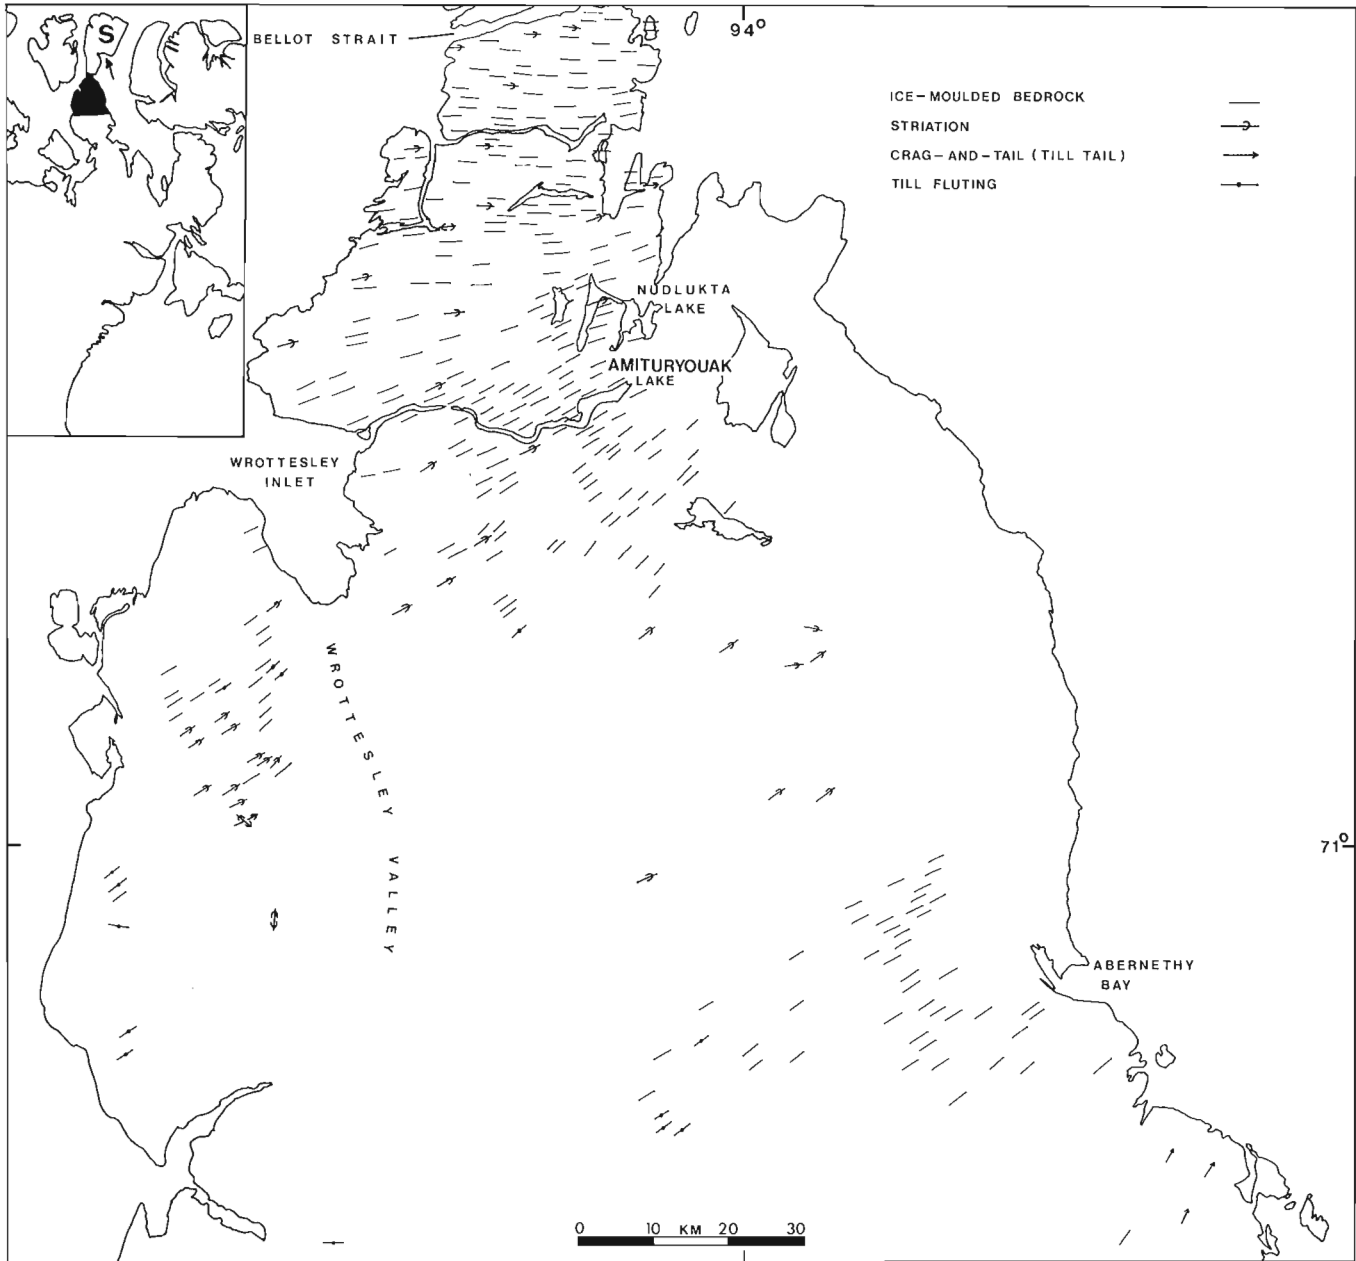 S
BELLOT STRAIT
94°
ICE-MOULDED BEDROCK
STRIATION
CRAG-AND-TAIL (TILL TAIL)
TILL FLUTING
NUDLUKTA
LAKE
AMITURYOUAK
LAKE
WROTTESLEY
INLET
WROTTESLEY VALLEY
71°
ABERNETHY
BAY
0 10 KM 20 30